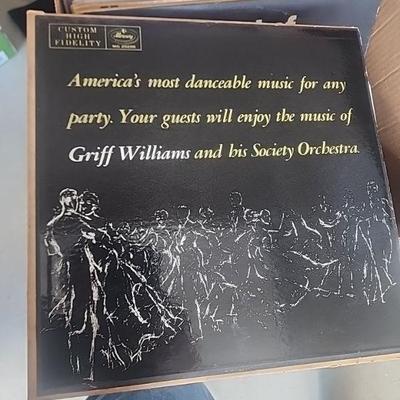 CUSTOM
HIGH
FIDELITY
Mercury
America's most danceable music for any
party. Your guests will enjoy the music of
Griff Williams and his Society Orchestra.